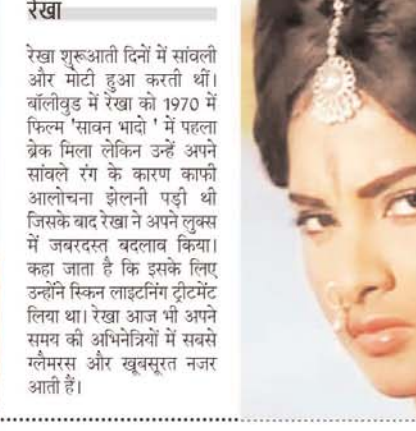 रेखा
रेखा शुरूआती दिनों में सांवली
और मोटी हुआ करती थीं।
बॉलीवुड में रेखा को 1970 में
फिल्म 'सावन भादो ' में पहला
ब्रेक मिला लेकिन उन्हें अपने
सांवले रंग के कारण काफी
आलोचना झेलनी पड़ी थी
जिसके बाद रेखा ने अपने लुक्स
में जबरदस्त बदलाव किया।
कहा जाता है कि इसके लिए
उन्होंने स्किन लाइटनिंग ट्रीटमेंट
लिया था। रेखा आज भी अपने
समय की अभिनेत्रियों में सबसे
ग्लैमरस और खूबसूरत नजर
आती हैं।